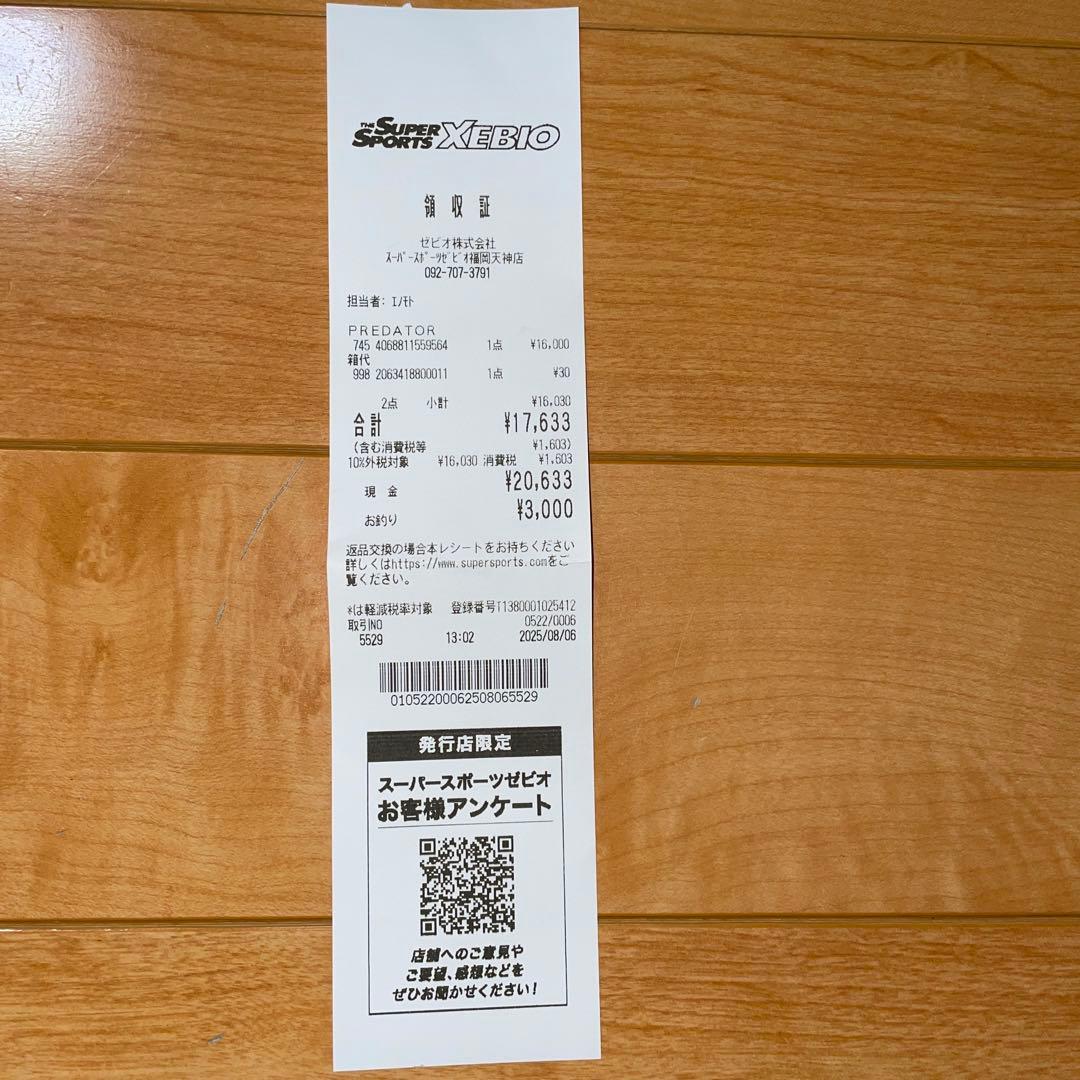 THE SUPER SPORTS XEBIO
領収証
ゼビオ株式会社
スーパースポーツゼビオ福岡天神店
092-707-3791
担当者: エノモト
PREDATOR
745 4068811559564 1点 ¥16,000
箱代
998 2063418800011 1点 ¥30
2点 小計 ¥16,030
合計 ¥17,633
(含む消費税等 ¥1,603)
10%外税対象 ¥16,030 消費税 ¥1,603
現金 ¥20,633
お釣り ¥3,000
返品交換の場合本レシートをお持ちください
詳しくはhttps://www.supersports.comをご
覧ください。
*は軽減税率対象 登録番号T1380001025412
取引NO 0522/0006
5529 13:02 2025/08/06
01052200062508065529
発行店限定
スーパースポーツゼビオ
お客様アンケート
店舗へのご意見や
ご要望、感想などを
ぜひお聞かせください!